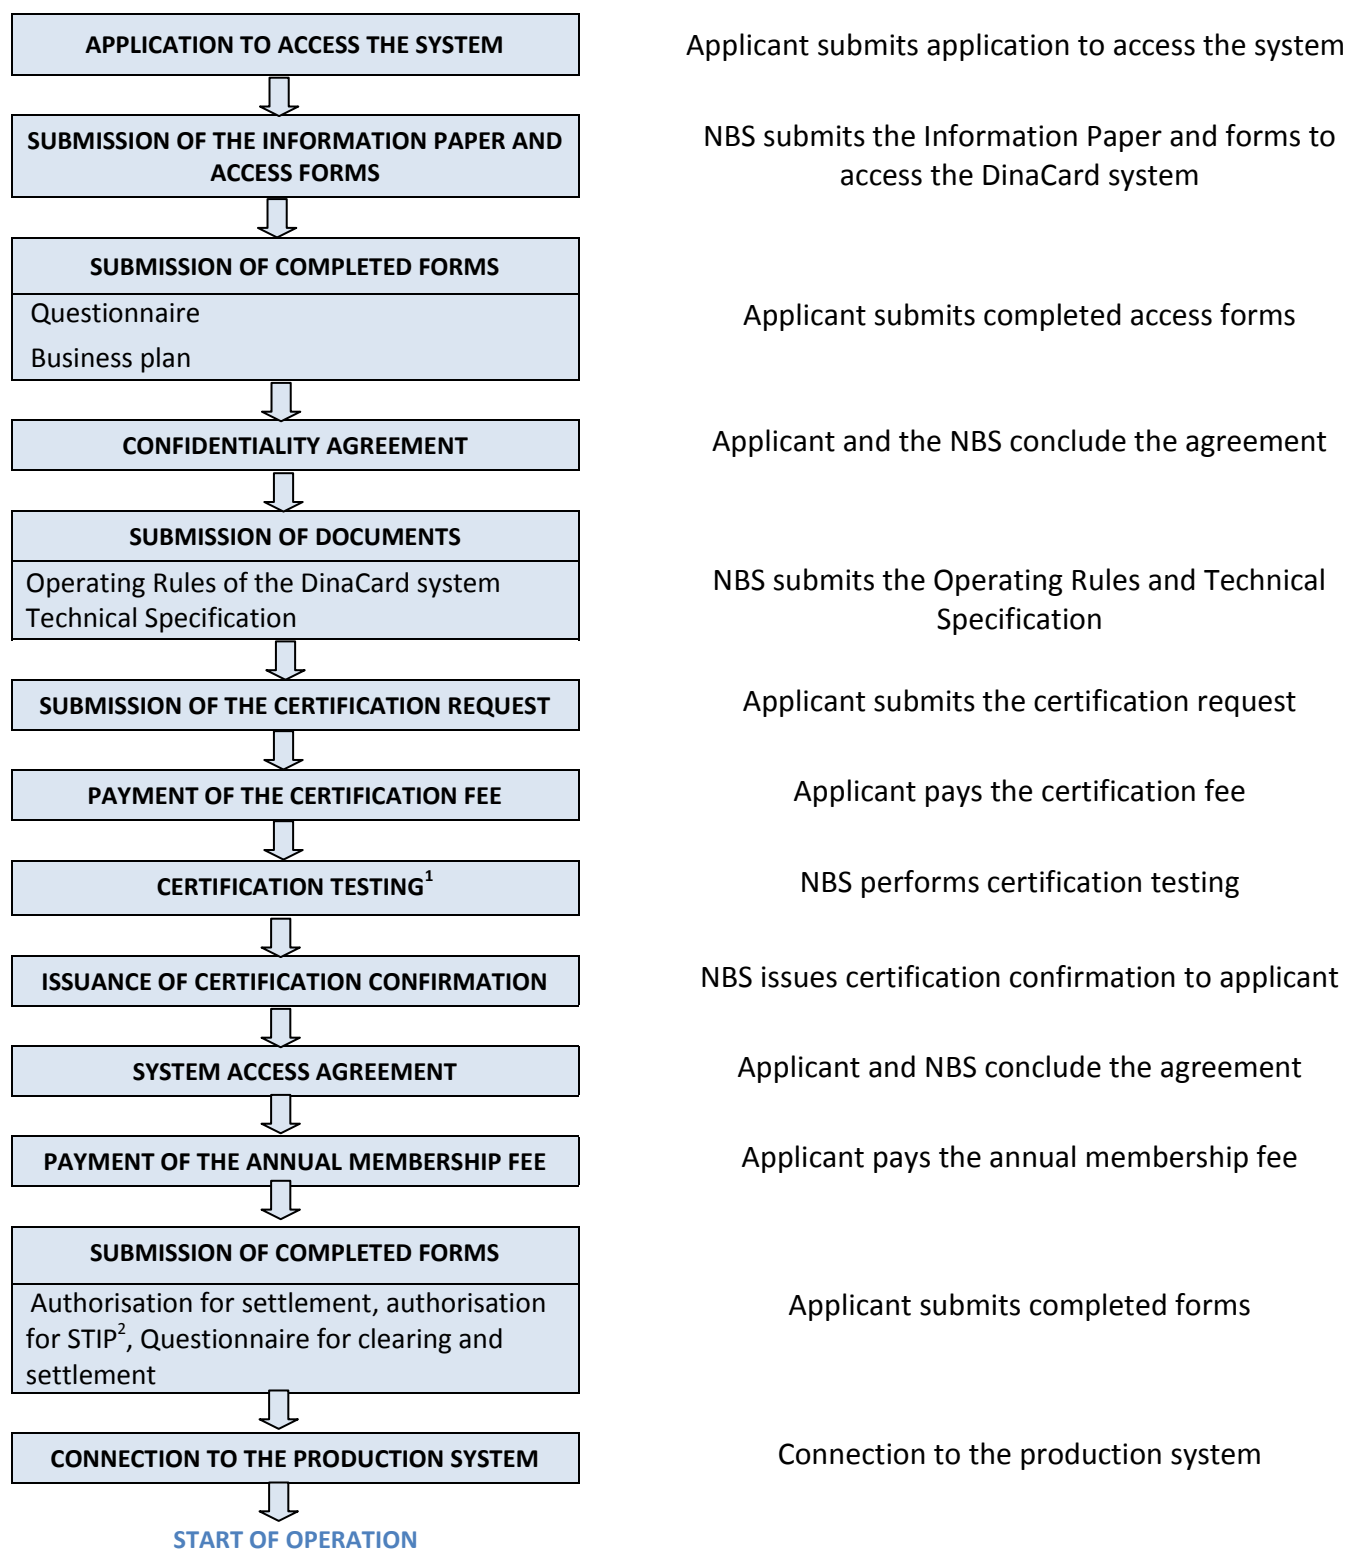 APPLICATION TO ACCESS THE SYSTEM
Applicant submits application to access the system
SUBMISSION OF THE INFORMATION PAPER AND
ACCESS FORMS
NBS submits the Information Paper and forms to
access the DinaCard system
SUBMISSION OF COMPLETED FORMS
Questionnaire
Business plan
Applicant submits completed access forms
CONFIDENTIALITY AGREEMENT
Applicant and the NBS conclude the agreement
SUBMISSION OF DOCUMENTS
Operating Rules of the DinaCard system
Technical Specification
NBS submits the Operating Rules and Technical
Specification
SUBMISSION OF THE CERTIFICATION REQUEST
Applicant submits the certification request
PAYMENT OF THE CERTIFICATION FEE
Applicant pays the certification fee
CERTIFICATION TESTING¹
NBS performs certification testing
ISSUANCE OF CERTIFICATION CONFIRMATION
NBS issues certification confirmation to applicant
SYSTEM ACCESS AGREEMENT
Applicant and NBS conclude the agreement
PAYMENT OF THE ANNUAL MEMBERSHIP FEE
Applicant pays the annual membership fee
SUBMISSION OF COMPLETED FORMS
Authorisation for settlement, authorisation
for STIP², Questionnaire for clearing and
settlement
Applicant submits completed forms
CONNECTION TO THE PRODUCTION SYSTEM
Connection to the production system
START OF OPERATION